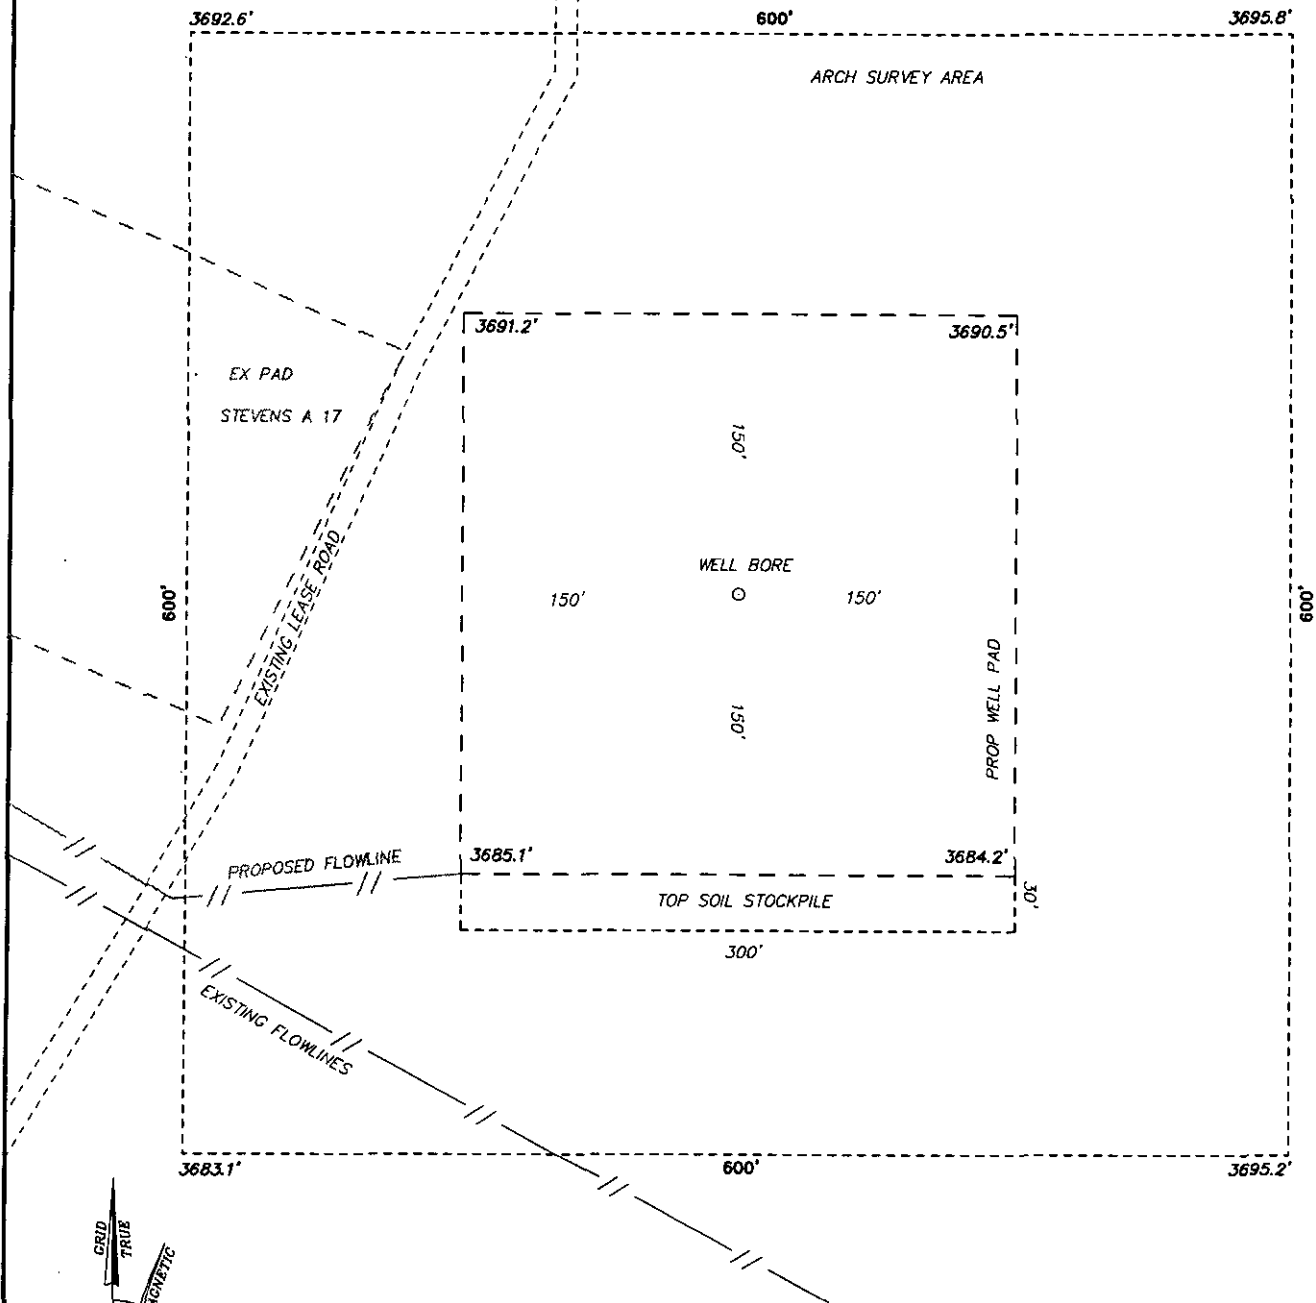 3692.6'
600'
3695.8'
ARCH SURVEY AREA
3691.2'
3690.5'
EX PAD
STEVENS A 17
150'
EXISTING LEASE ROAD
WELL BORE
150'
150'
600'
600'
PROP WELL PAD
150'
PROPOSED FLOWLINE
3685.1'
3684.2'
TOP SOIL STOCKPILE
30'
300'
EXISTING FLOWLINES
3683.1'
600'
3695.2'
GRID
TRUE